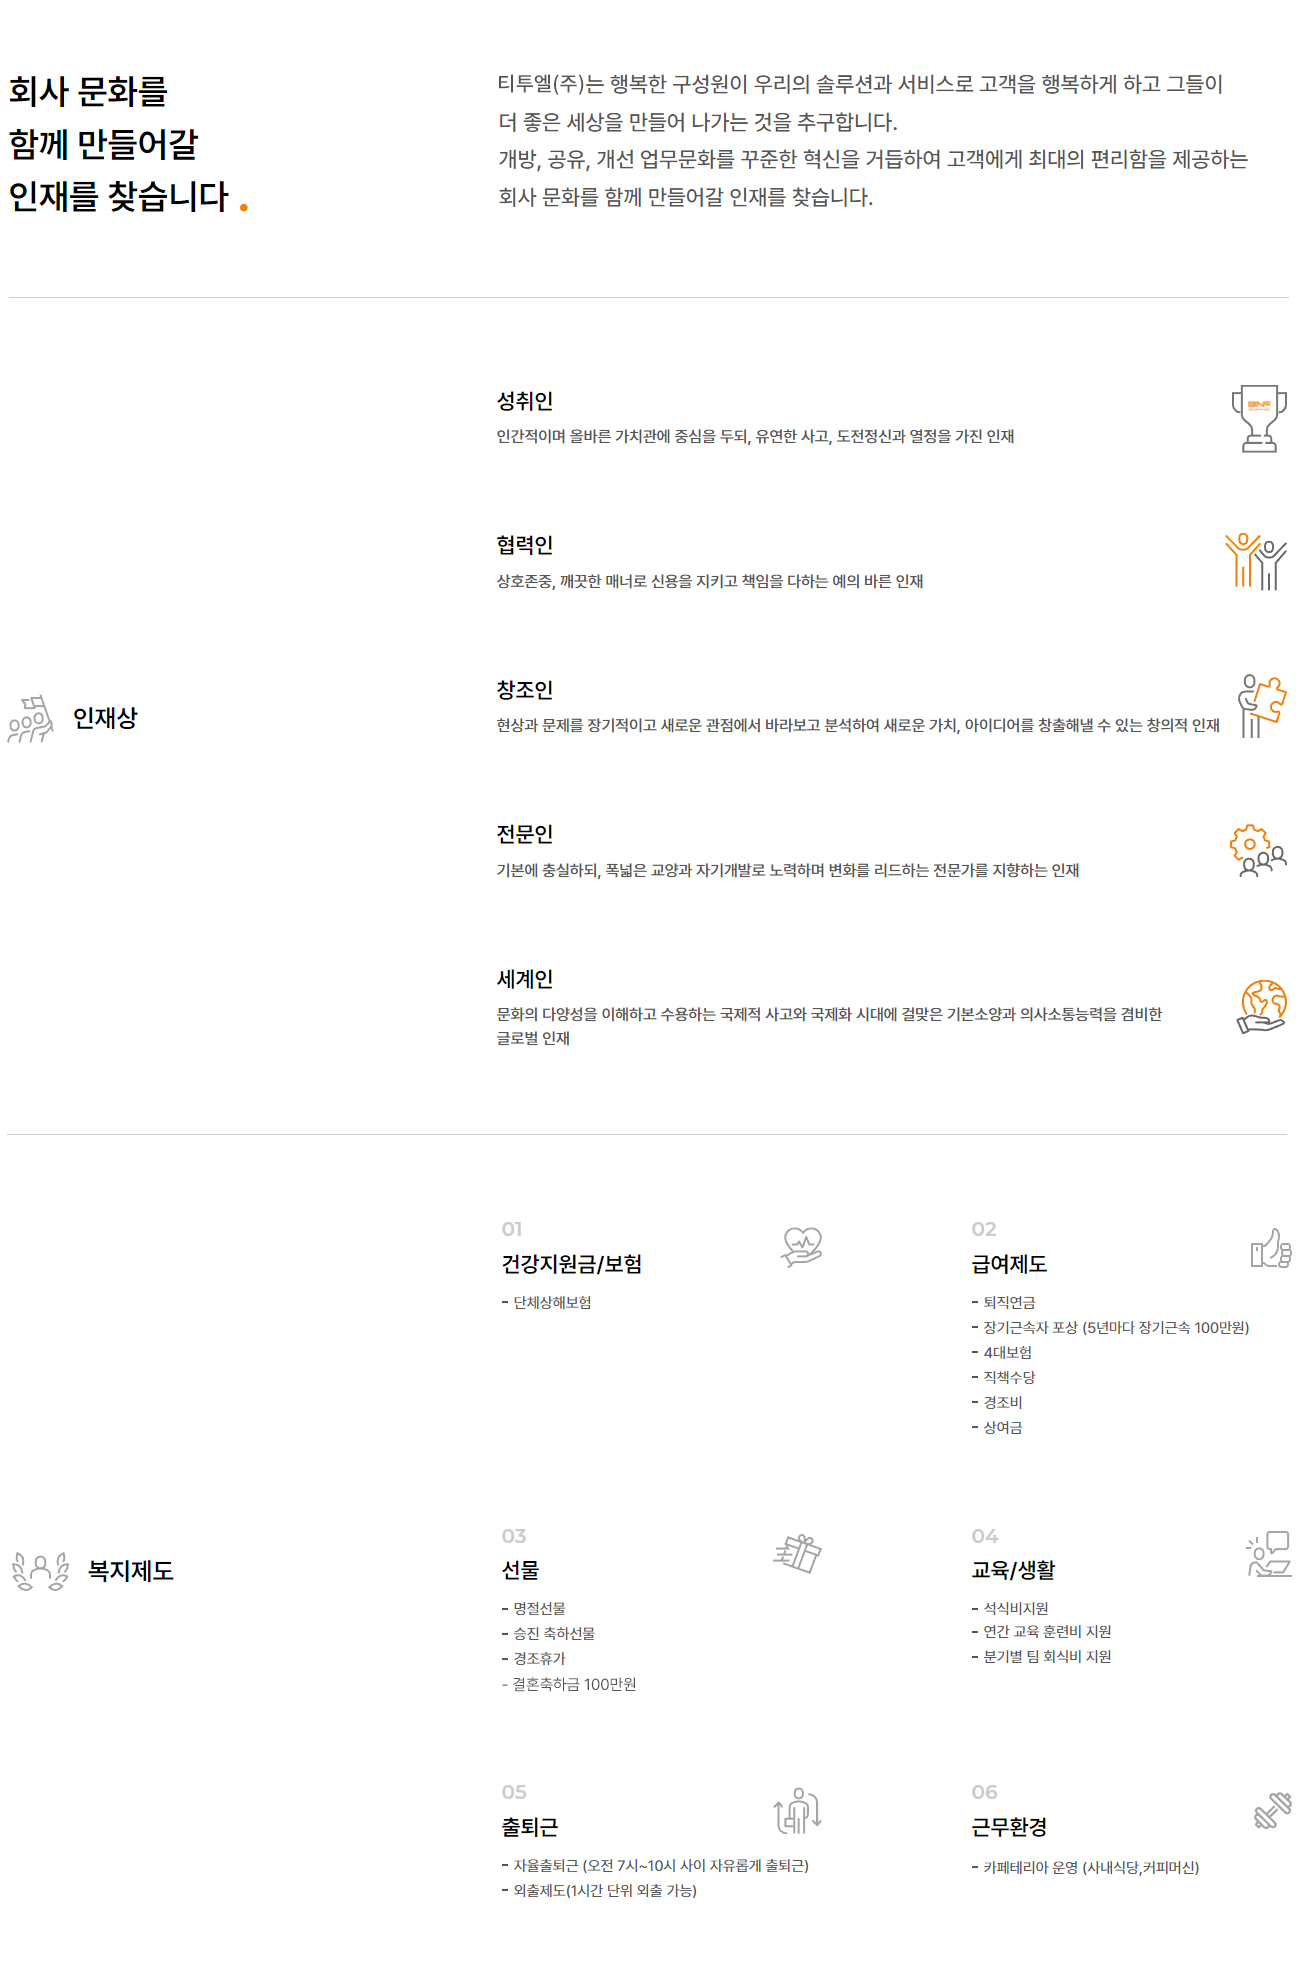 회사 문화를
함께 만들어갈
인재를 찾습니다 .
티투엘(주)는 행복한 구성원이 우리의 솔루션과 서비스로 고객을 행복하게 하고 그들이
더 좋은 세상을 만들어 나가는 것을 추구합니다.
개방, 공유, 개선 업무문화를 꾸준한 혁신을 거듭하여 고객에게 최대의 편리함을 제공하는
회사 문화를 함께 만들어갈 인재를 찾습니다.
인재상
성취인
인간적이며 올바른 가치관에 중심을 두되, 유연한 사고, 도전정신과 열정을 가진 인재
협력인
상호존중, 깨끗한 매너로 신용을 지키고 책임을 다하는 예의 바른 인재
창조인
현상과 문제를 장기적이고 새로운 관점에서 바라보고 분석하여 새로운 가치, 아이디어를 창출해낼 수 있는 창의적 인재
전문인
기본에 충실하되, 폭넓은 교양과 자기개발로 노력하며 변화를 리드하는 전문가를 지향하는 인재
세계인
문화의 다양성을 이해하고 수용하는 국제적 사고와 국제화 시대에 걸맞은 기본소양과 의사소통능력을 겸비한
글로벌 인재
복지제도
01
건강지원금/보험
- 단체상해보험
02
급여제도
- 퇴직연금
- 장기근속자 포상 (5년마다 장기근속 100만원)
- 4대보험
- 직책수당
- 경조비
- 상여금
03
선물
- 명절선물
- 승진 축하선물
- 경조휴가
- 결혼축하금 100만원
04
교육/생활
- 석식비지원
- 연간 교육 훈련비 지원
- 분기별 팀 회식비 지원
05
출퇴근
- 자율출퇴근 (오전 7시~10시 사이 자유롭게 출퇴근)
- 외출제도(1시간 단위 외출 가능)
06
근무환경
- 카페테리아 운영 (사내식당,커피머신)